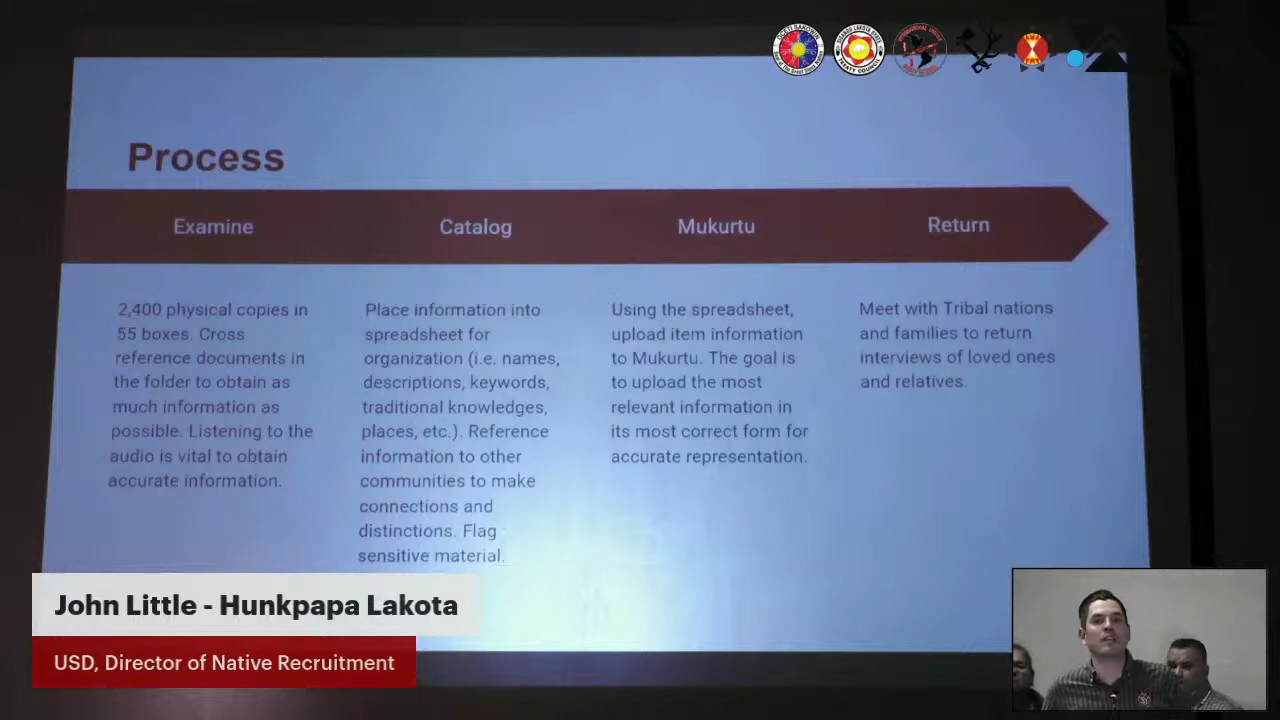 TREATY COUNCIL
Process
Examine
Catalog
Mukurtu
Return
2,400 physical copies in
55 boxes. Cross
reference documents in
the folder to obtain as
much information as
possible. Listening to the
audio is vital to obtain
accurate information.
Place information into
spreadsheet for
organization (i.e. names,
descriptions, keywords,
traditional knowledges,
places, etc.). Reference
information to other
communities to make
connections and
distinctions. Flag
sensitive material.
Using the spreadsheet,
upload item information
to Mukurtu. The goal is
to upload the most
relevant information in
its most correct form for
accurate representation.
Meet with Tribal nations
and families to return
interviews of loved ones
and relatives.
John Little - Hunkpapa Lakota
USD, Director of Native Recruitment